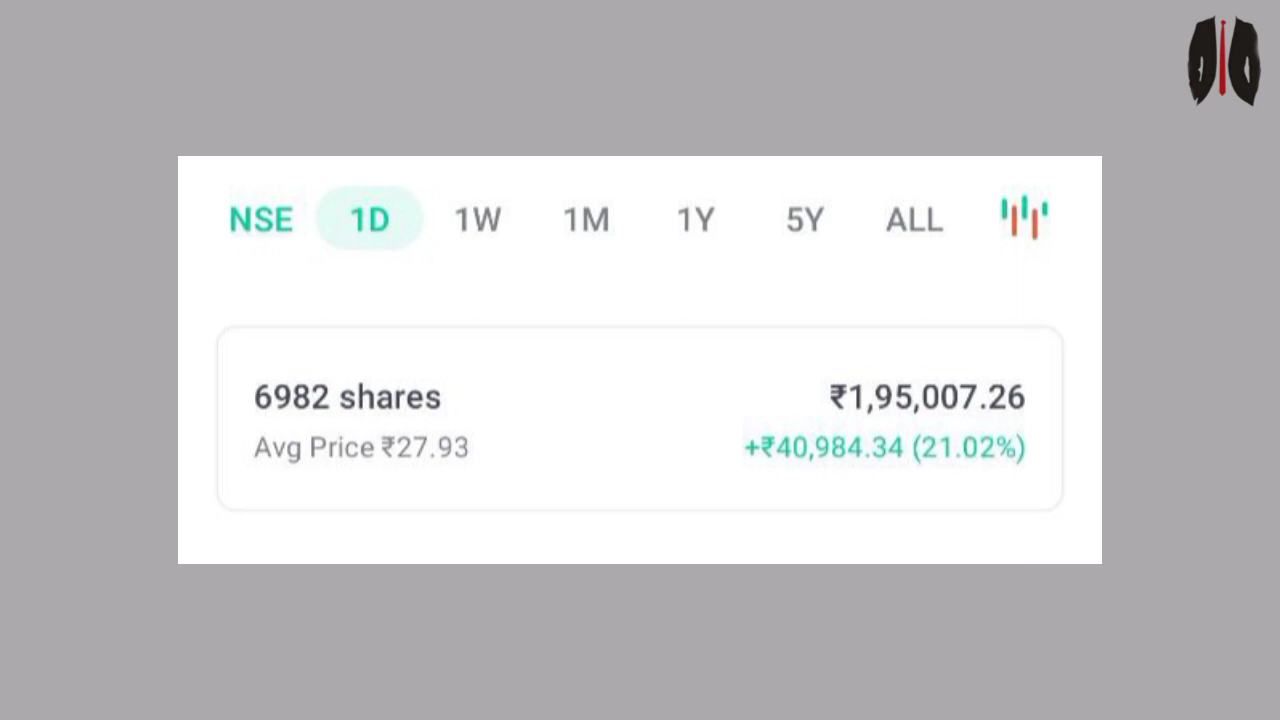 NSE 1D 1W 1M 1Y 5Y ALL
6982 shares ₹1,95,007.26
Avg Price ₹27.93 +₹40,984.34 (21.02%)